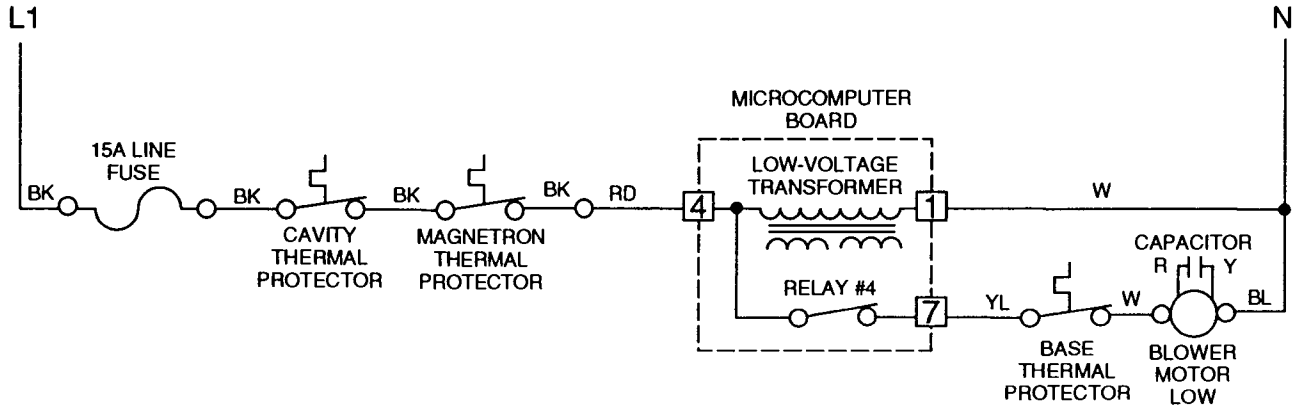 L1
N
MICROCOMPUTER
BOARD
15A LINE
FUSE
LOW-VOLTAGE
TRANSFORMER
BK
BK
BK
BK
RD
4
1
W
CAVITY
THERMAL
PROTECTOR
MAGNETRON
THERMAL
PROTECTOR
CAPACITOR
R
Y
RELAY #4
7
YL
W
BL
BASE
THERMAL
PROTECTOR
BLOWER
MOTOR
LOW